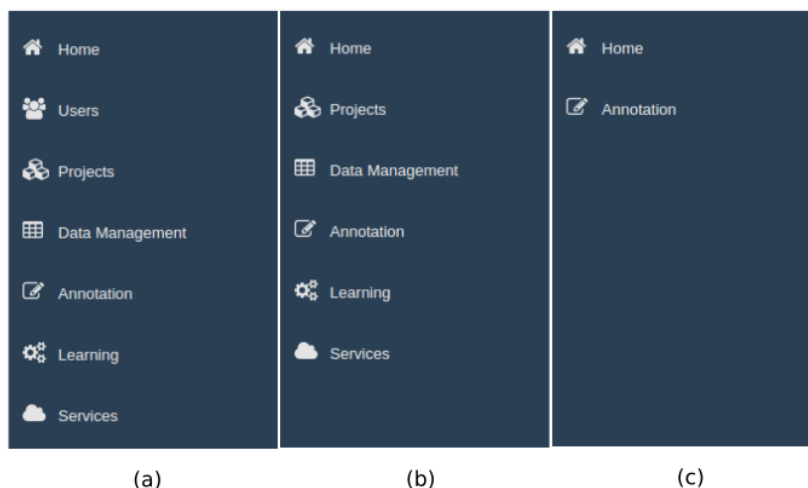 Home
Users
Projects
Data Management
Annotation
Learning
Services
(a)
Home
Projects
Data Management
Annotation
Learning
Services
(b)
Home
Annotation
(c)